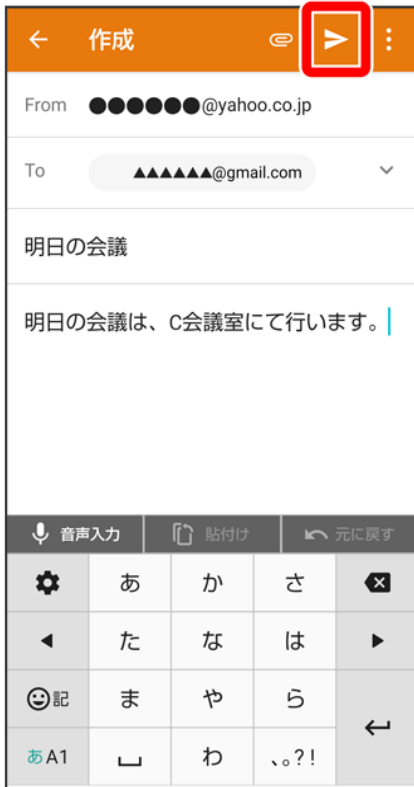 作成
From ●●●●●●@yahoo.co.jp
To ▲▲▲▲▲▲@gmail.com
明日の会議
明日の会議は、C会議室にて行います。
音声入力 貼付け 元に戻す
あ か さ
た な は
記 ま や ら
あA1 わ 、。?!